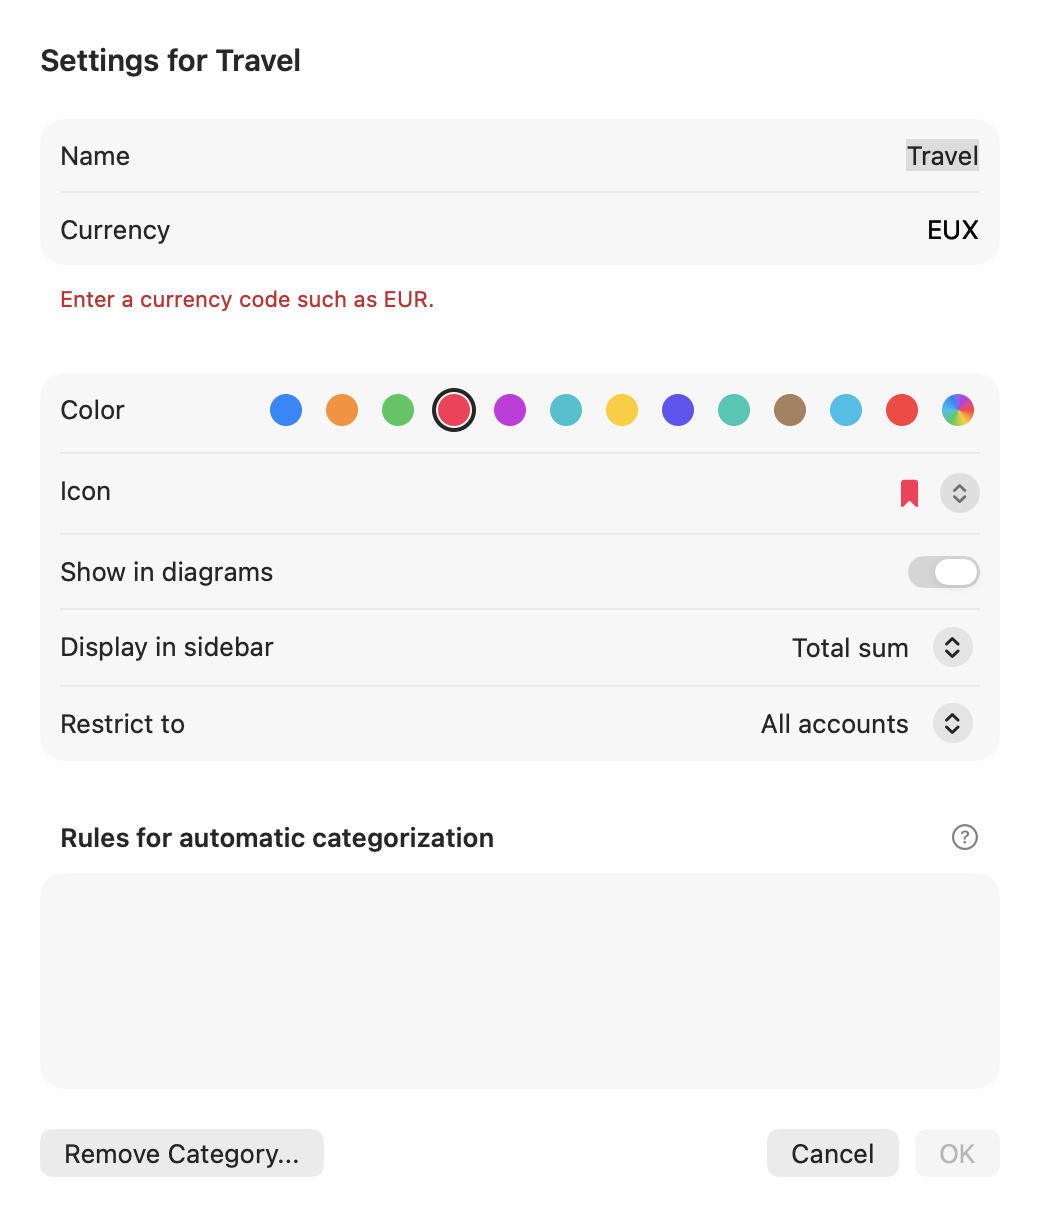 Settings for Travel
Name Travel
Currency EUX
Enter a currency code such as EUR.
Color
Icon
Show in diagrams
Display in sidebar Total sum
Restrict to All accounts
Rules for automatic categorization ?
Remove Category... Cancel OK